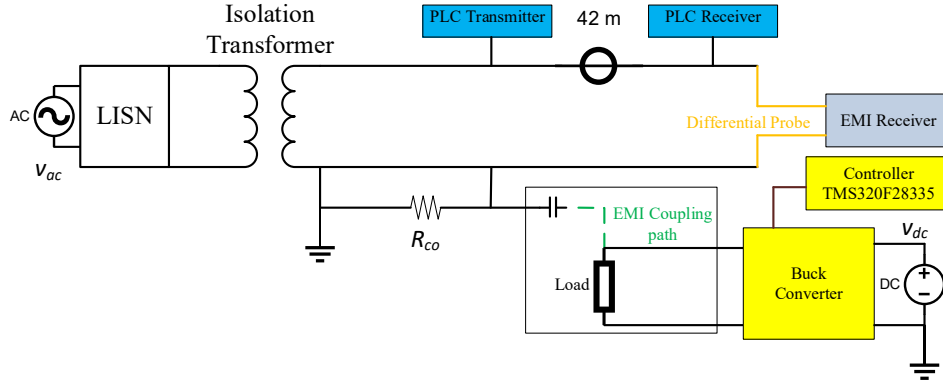 Isolation
Transformer
PLC Transmitter
42 m
PLC Receiver
AC
LISN
Differential Probe
EMI Receiver
v_ac
Controller
TMS320F28335
EMI Coupling
path
R_co
v_dc
Load
Buck
Converter
DC